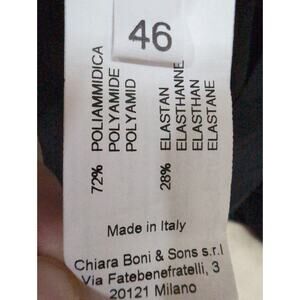 46
72% POLIAMMIDICA
POLYAMIDE
POLYAMID
28% ELASTAN
ELASTHANNE
ELASTHAN
ELASTANE
Made in Italy
Chiara Boni & Sons s.r.l
Via Fatebenefratelli, 3
20121 Milano